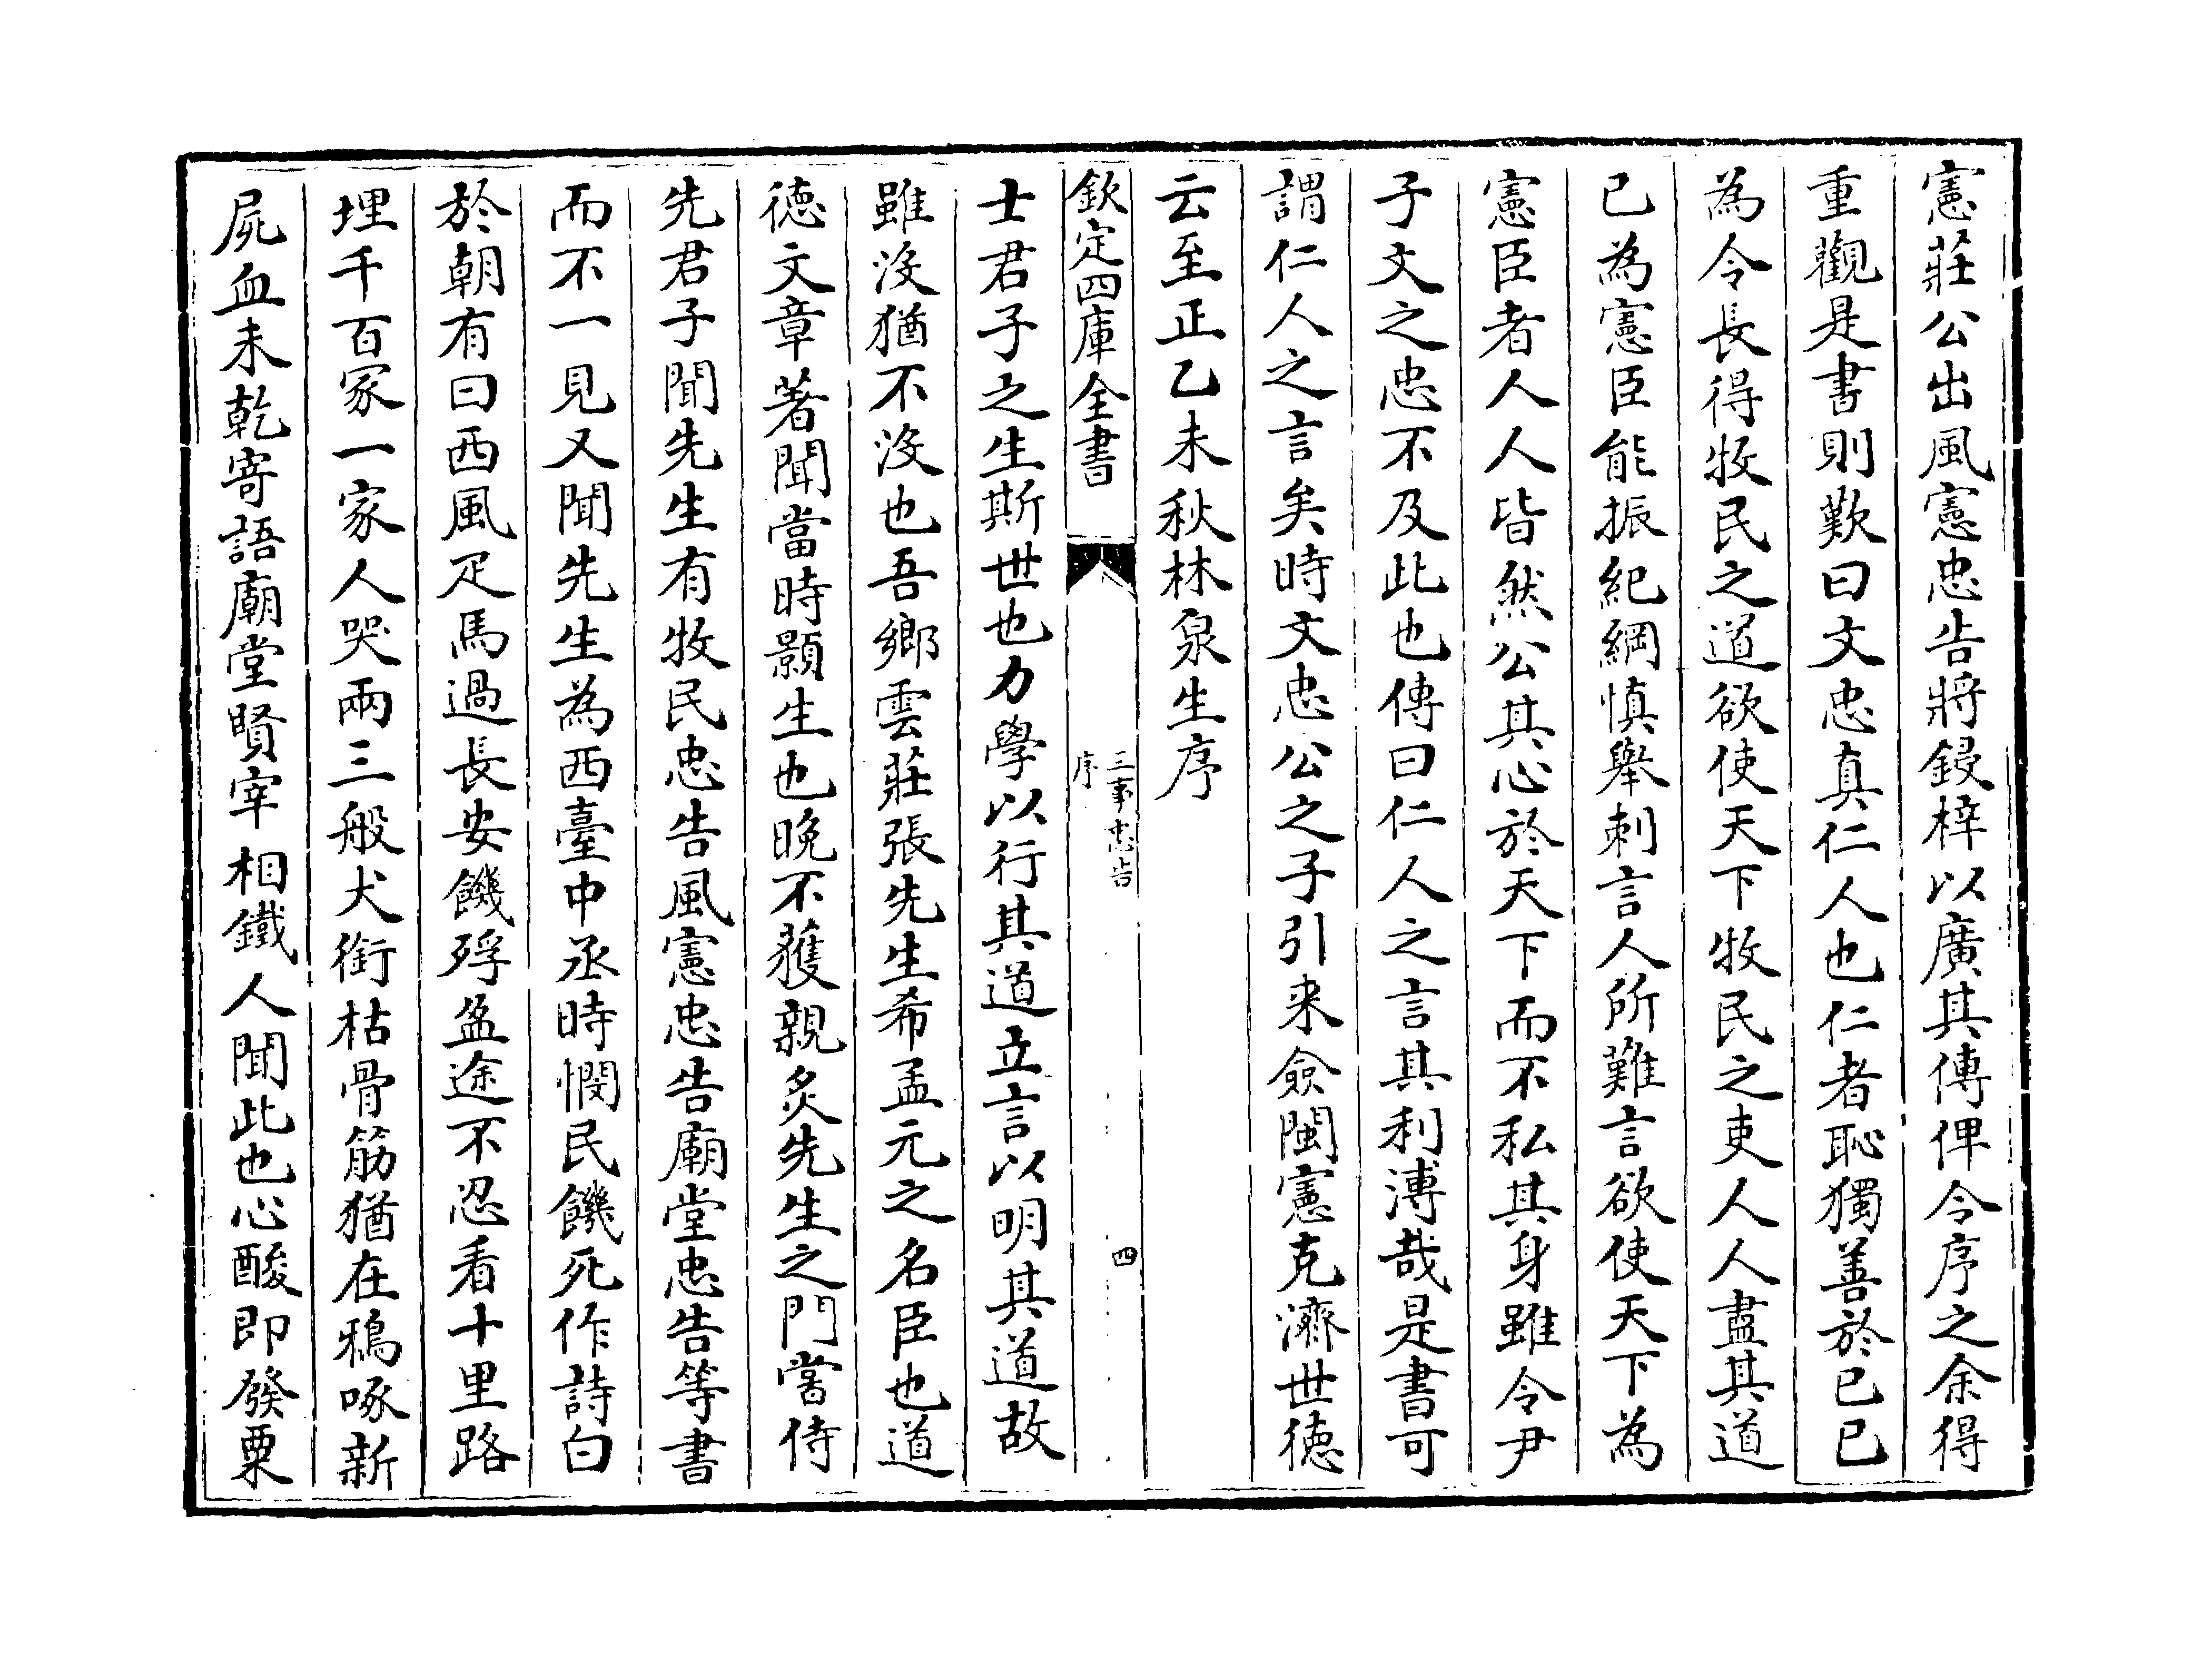 憲莊公出風憲忠告將鋟梓以廣其傳俾令序之余得
重觀是書則歎曰文忠真仁人也仁者恥獨善於已已
為令長得牧民之道欲使天下牧民之吏人人盡其道
已為憲臣能振紀綱慎舉刺言人所難言欲使天下為
憲臣者人人皆然公其心於天下而不私其身雖令尹
子文之忠不及此也傳曰仁人之言其利溥哉是書可
謂仁人之言矣時文忠公之子引来僉閩憲克濟世徳
云至正乙未秋林泉生序
欽定四庫全書
三事忠告
序
四
士君子之生斯世也力學以行其道立言以明其道故
雖沒猶不沒也吾鄉雲莊張先生希孟元之名臣也道
徳文章著聞當時顥生也晚不獲親炙先生之門嘗侍
先君子聞先生有牧民忠告風憲忠告廟堂忠告等書
而不一見又聞先生為西臺中丞時憫民饑死作詩白
於朝有曰西風疋馬過長安饑殍盈途不忍看十里路
埋千百冢一家人哭兩三般犬銜枯骨筋猶在鴉啄新
屍血未乾寄語廟堂賢宰相鐵人聞此也心酸即發粟